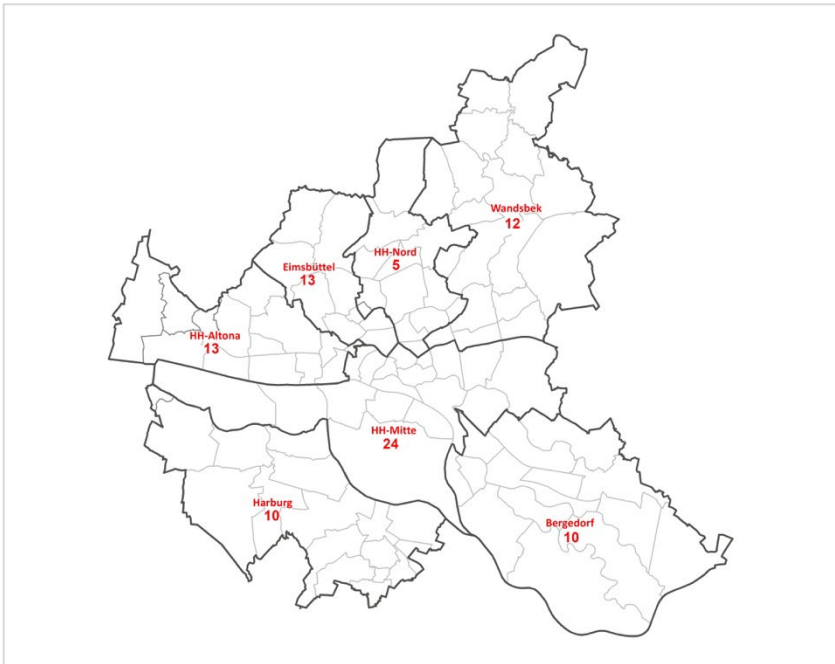 Wandsbek
12
HH-Nord
5
Eimsbüttel
13
HH-Altona
13
HH-Mitte
24
Harburg
10
Bergedorf
10